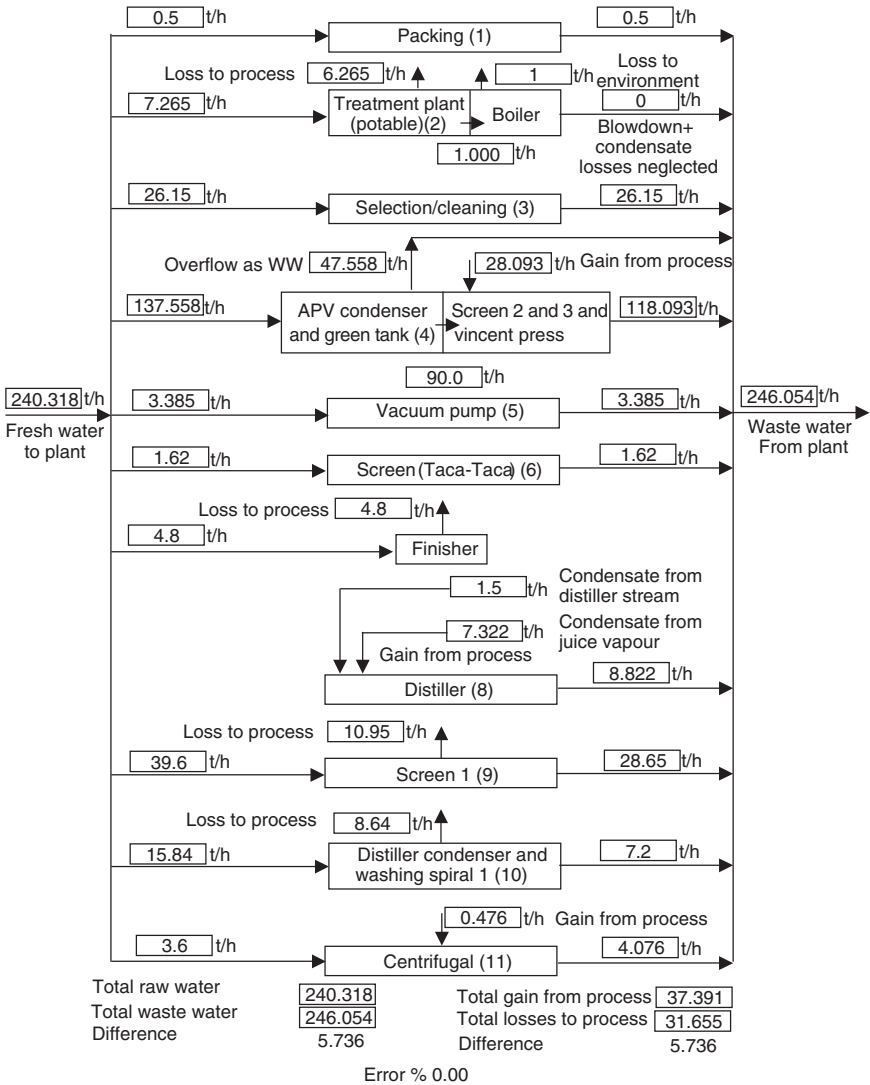 0.5 t/h Packing (1) 0.5 t/h
Loss to process 6.265 t/h 1 t/h Loss to
environment
7.265 t/h Treatment plant Boiler 0 t/h
(potable)(2)
Blowdown+
1.000 t/h condensate
losses neglected
26.15 t/h Selection/cleaning (3) 26.15 t/h
Overflow as WW 47.558 t/h 28.093 t/h Gain from process
137.558 t/h APV condenser Screen 2 and 3 and 118.093 t/h
and green tank (4) vincent press
90.0 t/h
240.318 t/h 3.385 t/h Vacuum pump (5) 3.385 t/h 246.054 t/h
Fresh water Waste water
to plant From plant
1.62 t/h Screen (Taca-Taca) (6) 1.62 t/h
Loss to process 4.8 t/h
4.8 t/h Finisher
1.5 t/h Condensate from
distiller stream
7.322 t/h Condensate from
juice vapour
Gain from process
Distiller (8) 8.822 t/h
Loss to process 10.95 t/h
39.6 t/h Screen 1 (9) 28.65 t/h
Loss to process 8.64 t/h
15.84 t/h Distiller condenser and 7.2 t/h
washing spiral 1 (10)
0.476 t/h Gain from process
3.6 t/h Centrifugal (11) 4.076 t/h
Total raw water 240.318 Total gain from process 37.391
Total waste water 246.054 Total losses to process 31.655
Difference 5.736 Difference 5.736
Error % 0.00